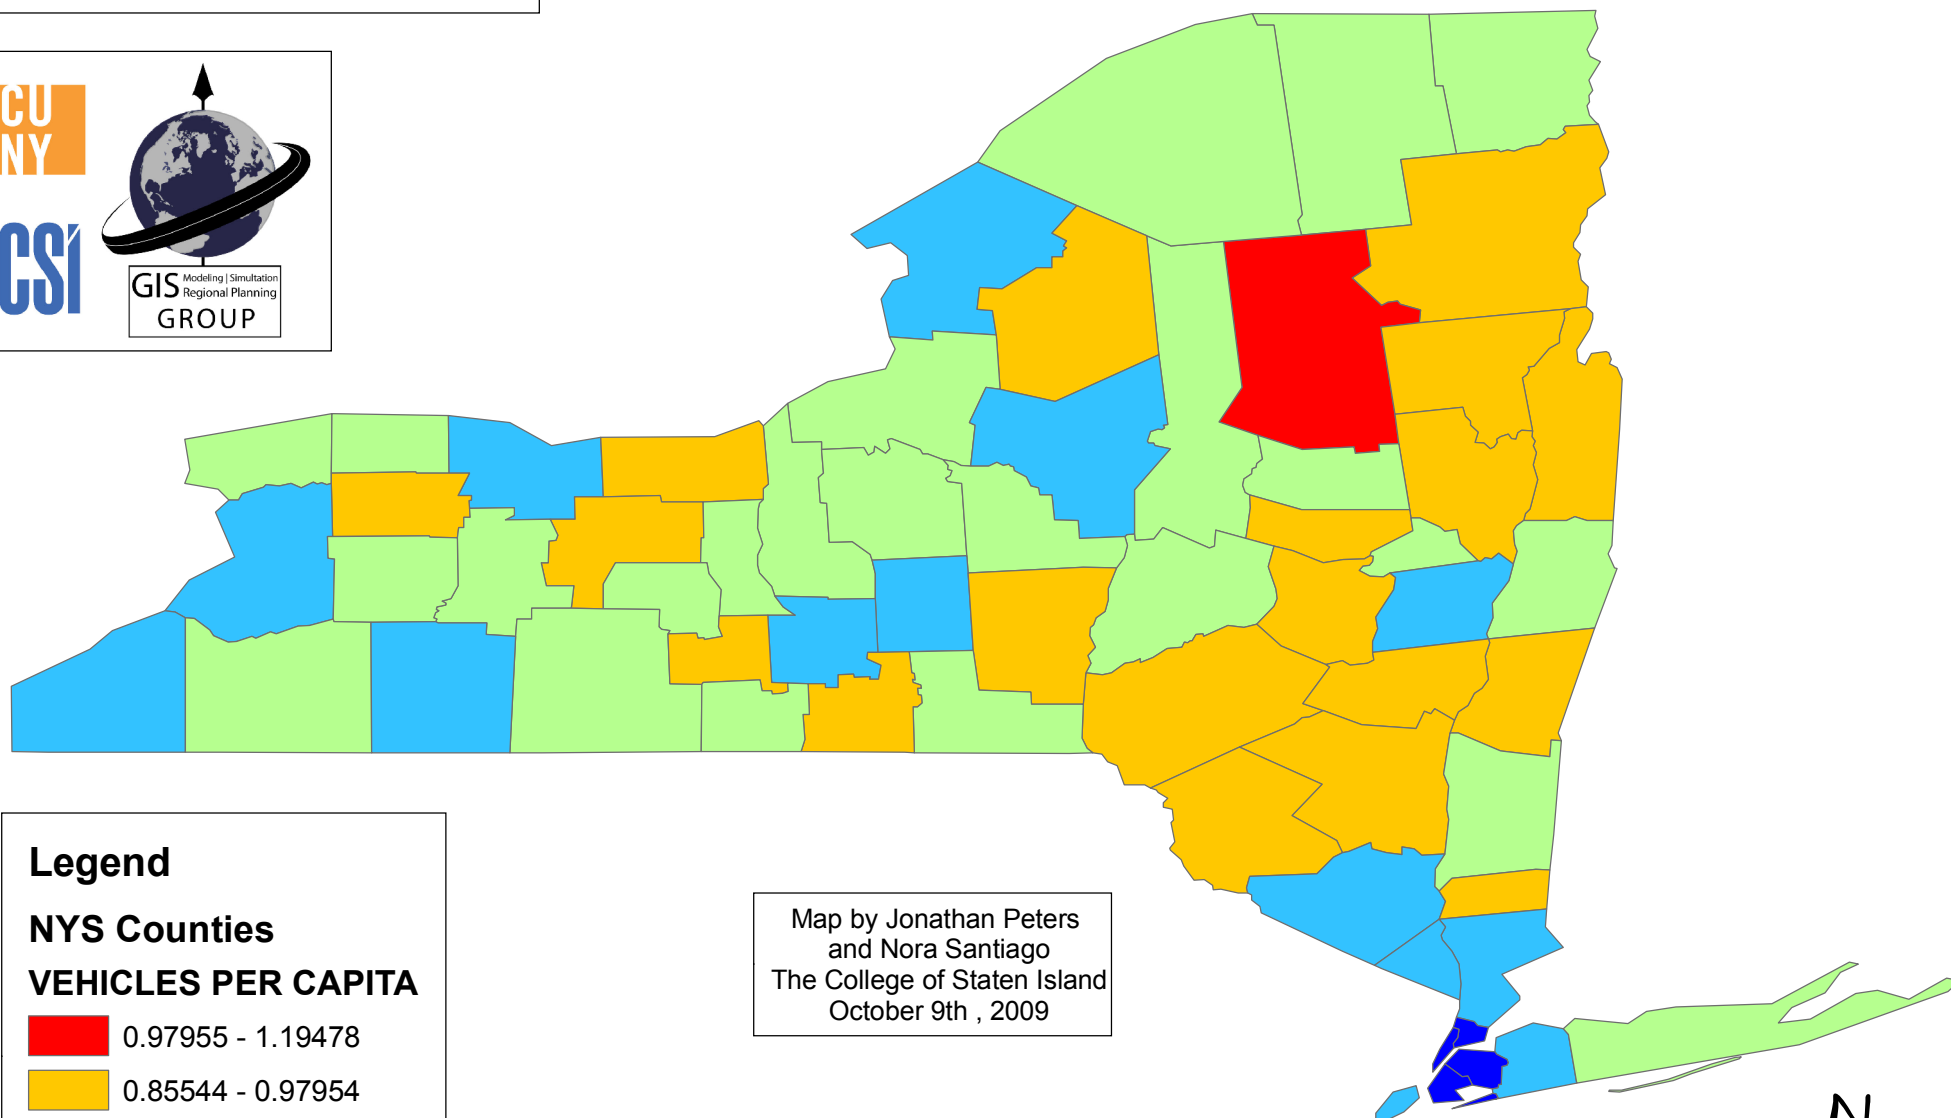 CU
NY
CSI
GIS Modeling | Simultation
Regional Planning
GROUP
Legend
NYS Counties
VEHICLES PER CAPITA
0.97955 - 1.19478
0.85544 - 0.97954
Map by Jonathan Peters
and Nora Santiago
The College of Staten Island
October 9th , 2009
N